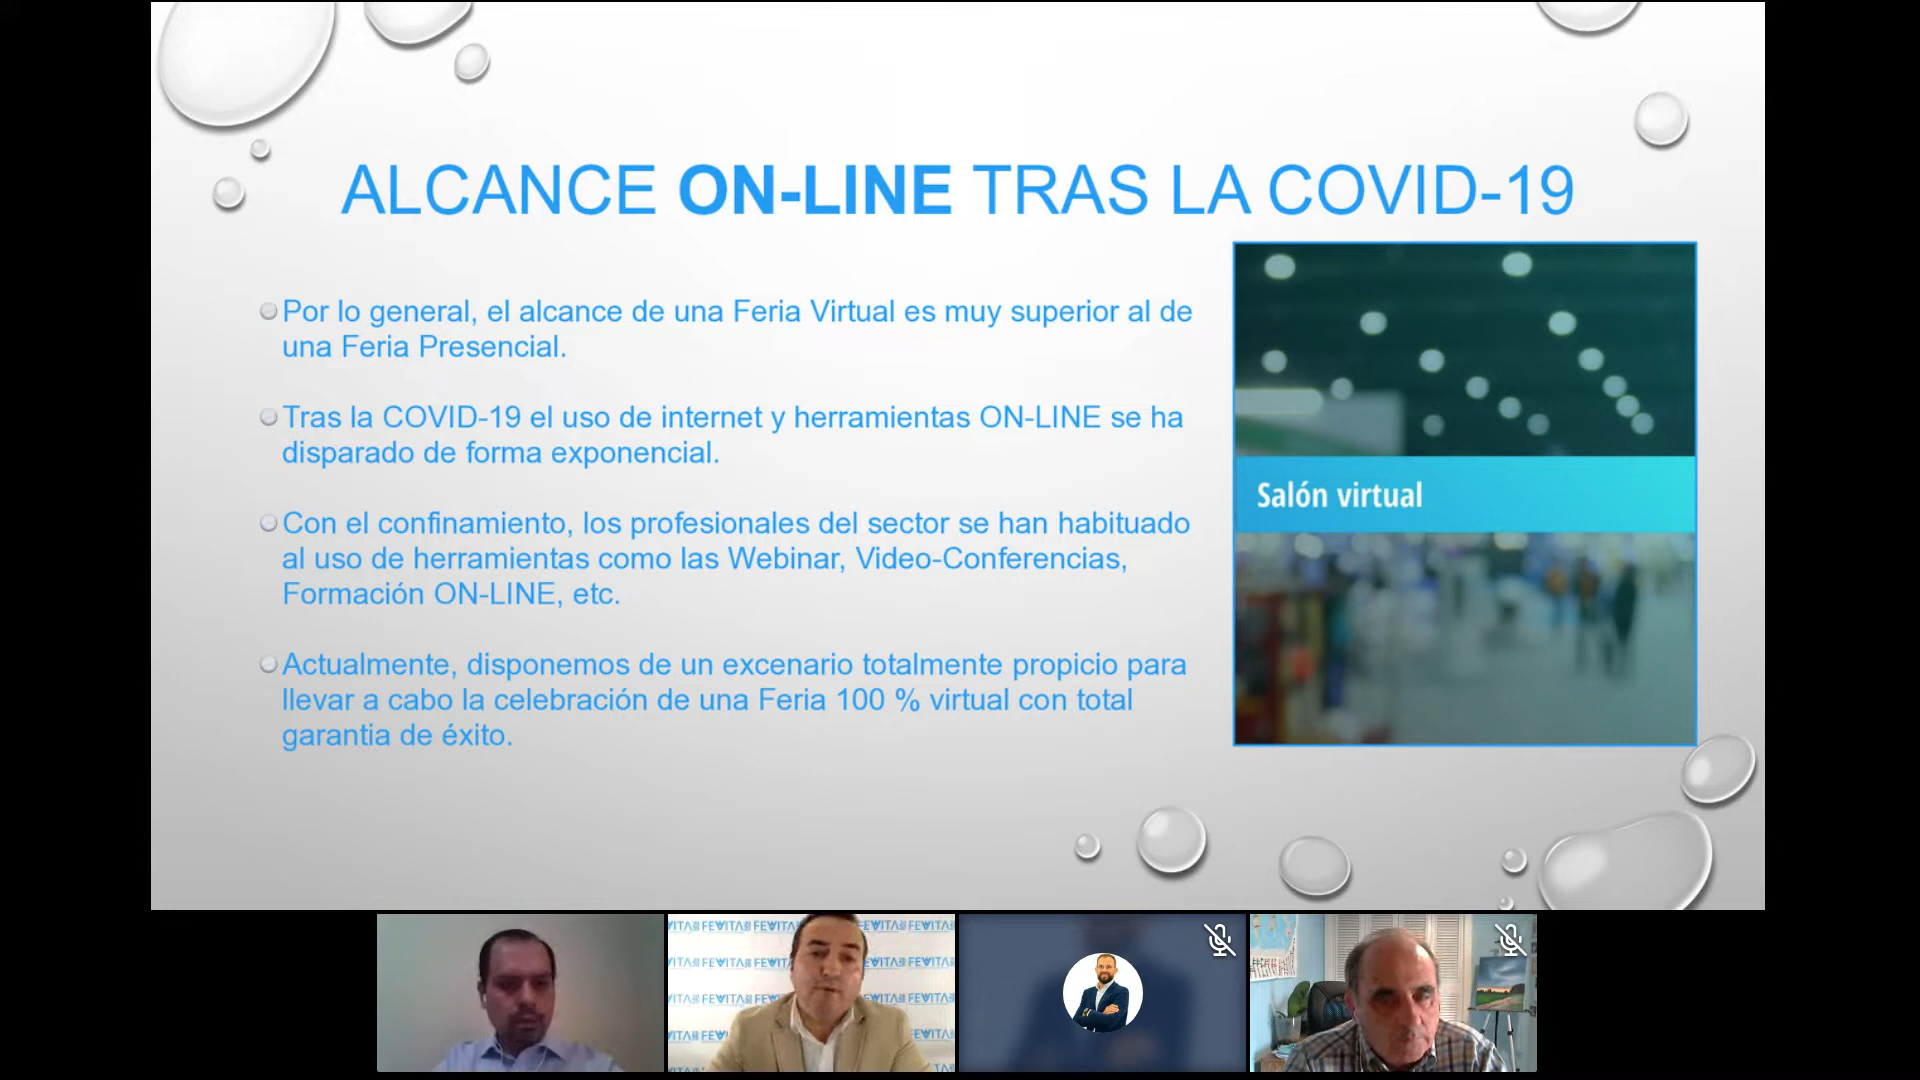 ALCANCE ON-LINE TRAS LA COVID-19
Por lo general, el alcance de una Feria Virtual es muy superior al de
una Feria Presencial.
Tras la COVID-19 el uso de internet y herramientas ON-LINE se ha
disparado de forma exponencial.
Con el confinamiento, los profesionales del sector se han habituado
al uso de herramientas como las Webinar, Video-Conferencias,
Formación ON-LINE, etc.
Actualmente, disponemos de un excenario totalmente propicio para
llevar a cabo la celebración de una Feria 100 % virtual con total
garantia de éxito.
Salón virtual